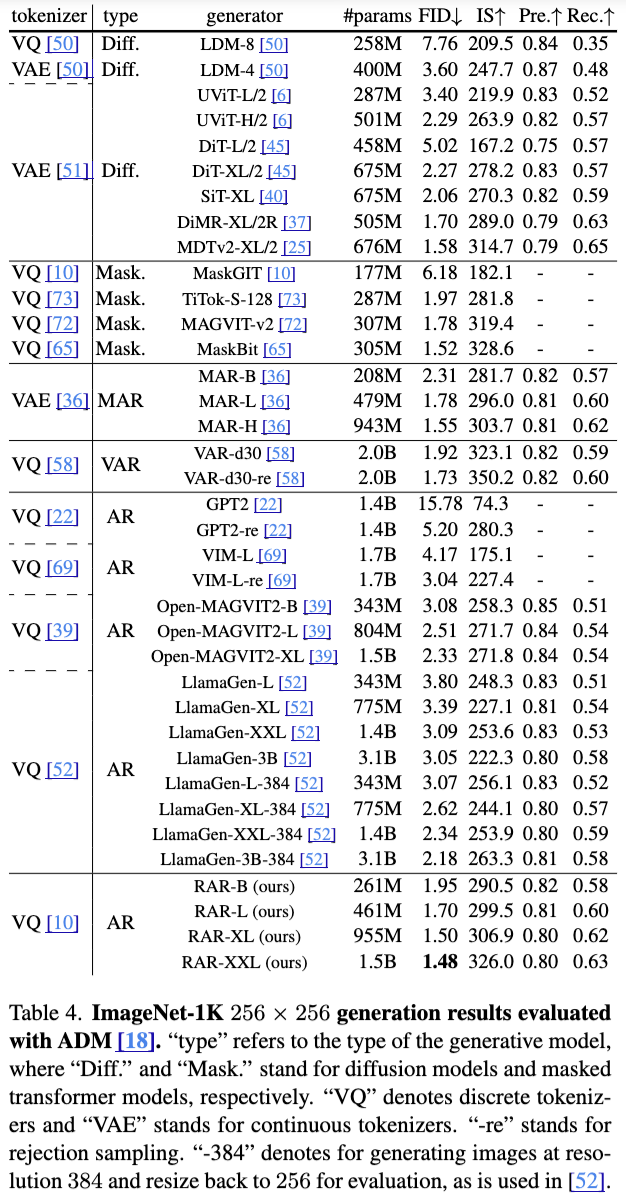 tokenizer type generator #params FID↓ IS↑ Pre.↑ Rec.↑
VQ [50] Diff. LDM-8 [50] 258M 7.76 209.5 0.84 0.35
VAE [50] Diff. LDM-4 [50] 400M 3.60 247.7 0.87 0.48
UViT-L/2 [6] 287M 3.40 219.9 0.83 0.52
UViT-H/2 [6] 501M 2.29 263.9 0.82 0.57
DiT-L/2 [45] 458M 5.02 167.2 0.75 0.57
VAE [51] Diff. DiT-XL/2 [45] 675M 2.27 278.2 0.83 0.57
SiT-XL [40] 675M 2.06 270.3 0.82 0.59
DiMR-XL/2R [37] 505M 1.70 289.0 0.79 0.63
MDTv2-XL/2 [25] 676M 1.58 314.7 0.79 0.65
VQ [10] Mask. MaskGIT [10] 177M 6.18 182.1 - -
VQ [73] Mask. TiTok-S-128 [73] 287M 1.97 281.8 - -
VQ [72] Mask. MAGVIT-v2 [72] 307M 1.78 319.4 - -
VQ [65] Mask. MaskBit [65] 305M 1.52 328.6 - -
MAR-B [36] 208M 2.31 281.7 0.82 0.57
VAE [36] MAR MAR-L [36] 479M 1.78 296.0 0.81 0.60
MAR-H [36] 943M 1.55 303.7 0.81 0.62
VQ [58] VAR VAR-d30 [58] 2.0B 1.92 323.1 0.82 0.59
VAR-d30-re [58] 2.0B 1.73 350.2 0.82 0.60
VQ [22] AR GPT2 [22] 1.4B 15.78 74.3 - -
GPT2-re [22] 1.4B 5.20 280.3 - -
VQ [69] AR VIM-L [69] 1.7B 4.17 175.1 - -
VIM-L-re [69] 1.7B 3.04 227.4 - -
Open-MAGVIT2-B [39] 343M 3.08 258.3 0.85 0.51
VQ [39] AR Open-MAGVIT2-L [39] 804M 2.51 271.7 0.84 0.54
Open-MAGVIT2-XL [39] 1.5B 2.33 271.8 0.84 0.54
LlamaGen-L [52] 343M 3.80 248.3 0.83 0.51
LlamaGen-XL [52] 775M 3.39 227.1 0.81 0.54
LlamaGen-XXL [52] 1.4B 3.09 253.6 0.83 0.53
VQ [52] AR LlamaGen-3B [52] 3.1B 3.05 222.3 0.80 0.58
LlamaGen-L-384 [52] 343M 3.07 256.1 0.83 0.52
LlamaGen-XL-384 [52] 775M 2.62 244.1 0.80 0.57
LlamaGen-XXL-384 [52] 1.4B 2.34 253.9 0.80 0.59
LlamaGen-3B-384 [52] 3.1B 2.18 263.3 0.81 0.58
RAR-B (ours) 261M 1.95 290.5 0.82 0.58
VQ [10] AR RAR-L (ours) 461M 1.70 299.5 0.81 0.60
RAR-XL (ours) 955M 1.50 306.9 0.80 0.62
RAR-XXL (ours) 1.5B 1.48 326.0 0.80 0.63
Table 4. ImageNet-1K 256 × 256 generation results evaluated
with ADM [18]. “type” refers to the type of the generative model,
where “Diff.” and “Mask.” stand for diffusion models and masked
transformer models, respectively. “VQ” denotes discrete tokeniz-
ers and “VAE” stands for continuous tokenizers. “-re” stands for
rejection sampling. “-384” denotes for generating images at reso-
lution 384 and resize back to 256 for evaluation, as is used in [52].